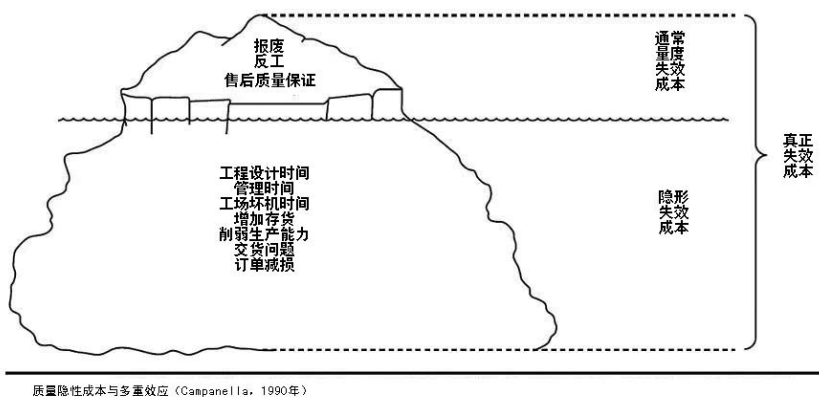 报废
反工
售后质量保证
通常
度量
失效
成本
真正
失效
成本
工程设计时间
管理时间
工场坏机时间
增加存货
削弱生产能力
交货问题
订单减损
隐形
失效
成本
质量隐性成本与多重效应（Campanella，1990年）